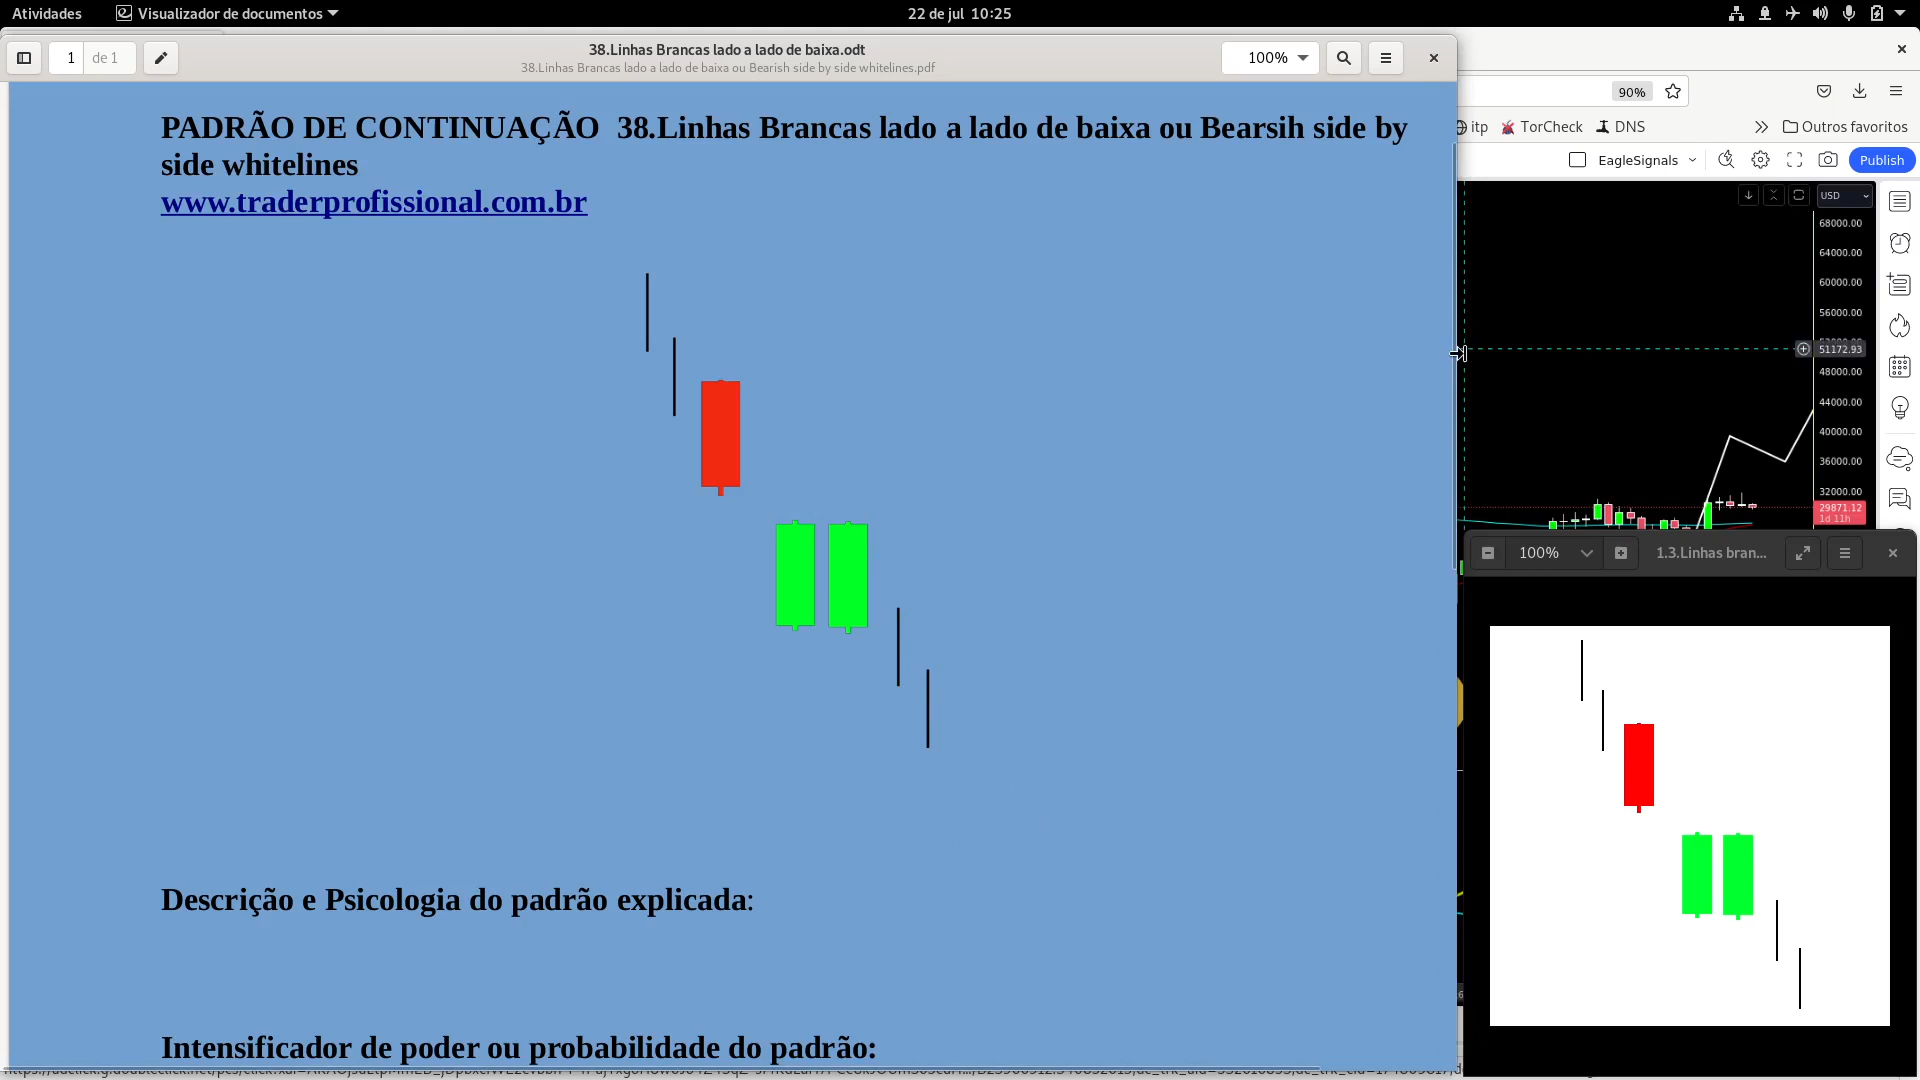 Atividades
Visualizador de documentos
22 de jul 10:25
1 de 1
38.Linhas Brancas lado a lado de baixa.odt
38.Linhas Brancas lado a lado de baixa ou Bearish side by side whitelines.pdf
100%
90%
itp
TorCheck
DNS
Outros favoritos
EagleSignals
Publish
PADRÃO DE CONTINUAÇÃO 38.Linhas Brancas lado a lado de baixa ou Bearsih side by
side whitelines
www.traderprofissional.com.br
USD
68000.00
64000.00
60000.00
56000.00
51172.93
48000.00
44000.00
40000.00
36000.00
32000.00
29871.12
1d 11h
100%
1.3.Linhas bran...
Descrição e Psicologia do padrão explicada:
Intensificador de poder ou probabilidade do padrão: